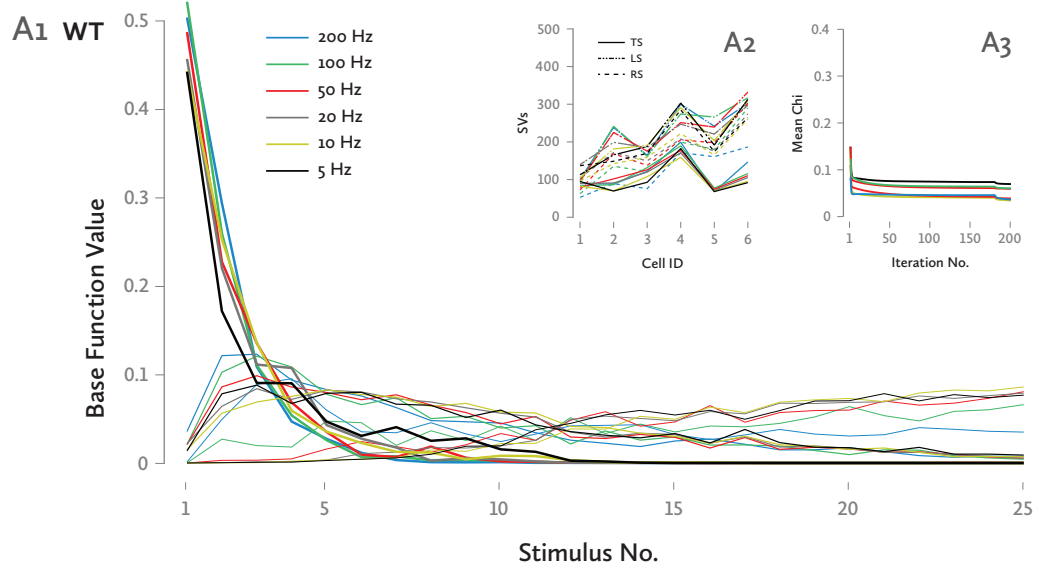 A1 WT
200 Hz
100 Hz
50 Hz
20 Hz
10 Hz
5 Hz
Base Function Value
0.5
0.4
0.3
0.2
0.1
0
1
5
10
15
20
25
Stimulus No.
A2
TS
LS
RS
SVs
500
400
300
200
100
0
1 2 3 4 5 6
Cell ID
A3
Mean Chi
0.4
0.3
0.2
0.1
0
1 50 100 150 200
Iteration No.